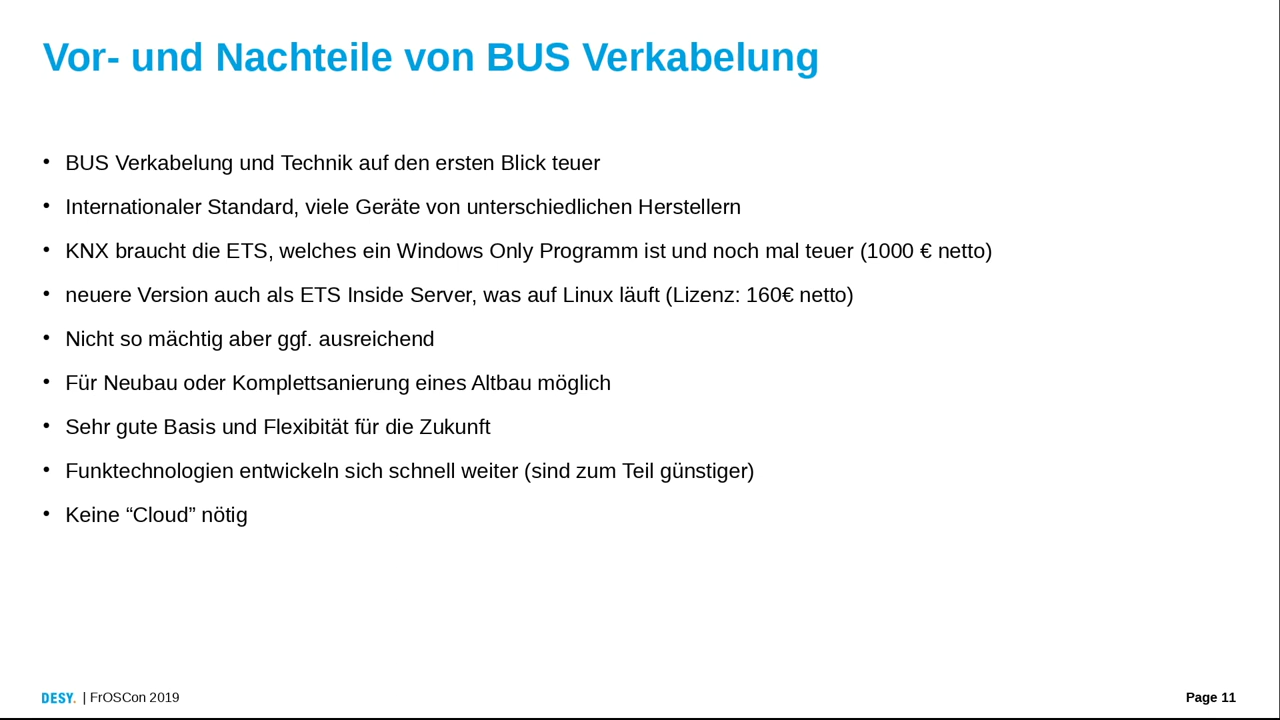 Vor- und Nachteile von BUS Verkabelung
• BUS Verkabelung und Technik auf den ersten Blick teuer
• Internationaler Standard, viele Geräte von unterschiedlichen Herstellern
• KNX braucht die ETS, welches ein Windows Only Programm ist und noch mal teuer (1000 € netto)
• neuere Version auch als ETS Inside Server, was auf Linux läuft (Lizenz: 160€ netto)
• Nicht so mächtig aber ggf. ausreichend
• Für Neubau oder Komplettsanierung eines Altbau möglich
• Sehr gute Basis und Flexibität für die Zukunft
• Funktechnologien entwickeln sich schnell weiter (sind zum Teil günstiger)
• Keine “Cloud” nötig
DESY. | FrOSCon 2019
Page 11